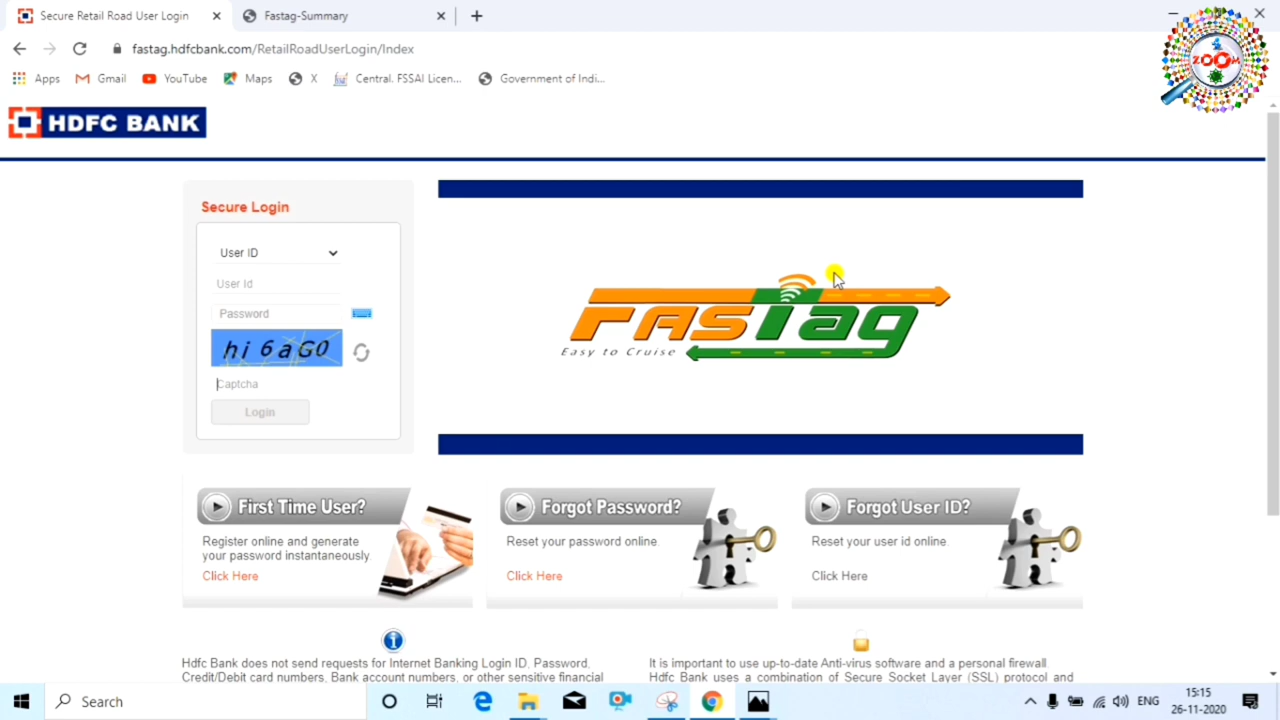 Secure Retail Road User Login
Fastag-Summary
fastag.hdfcbank.com/RetailRoadUserLogin/Index
Apps
Gmail
YouTube
Maps
X
Central. FSSAI Licen...
Government of Indi...
ZOOM
HDFC BANK
Secure Login
User ID
User Id
Password
hi 6aG0
Captcha
Login
FASTag
Easy to Cruise
First Time User?
Register online and generate
your password instantaneously.
Click Here
Forgot Password?
Reset your password online.
Click Here
Forgot User ID?
Reset your user id online.
Click Here
Hdfc Bank does not send requests for Internet Banking Login ID, Password,
Credit/Debit card numbers, Bank account numbers, or other sensitive financial
It is important to use up-to-date Anti-virus software and a personal firewall
Hdfc Bank uses a combination of Secure Socket Layer (SSL) protocol and
Search
ENG
15:15
26-11-2020